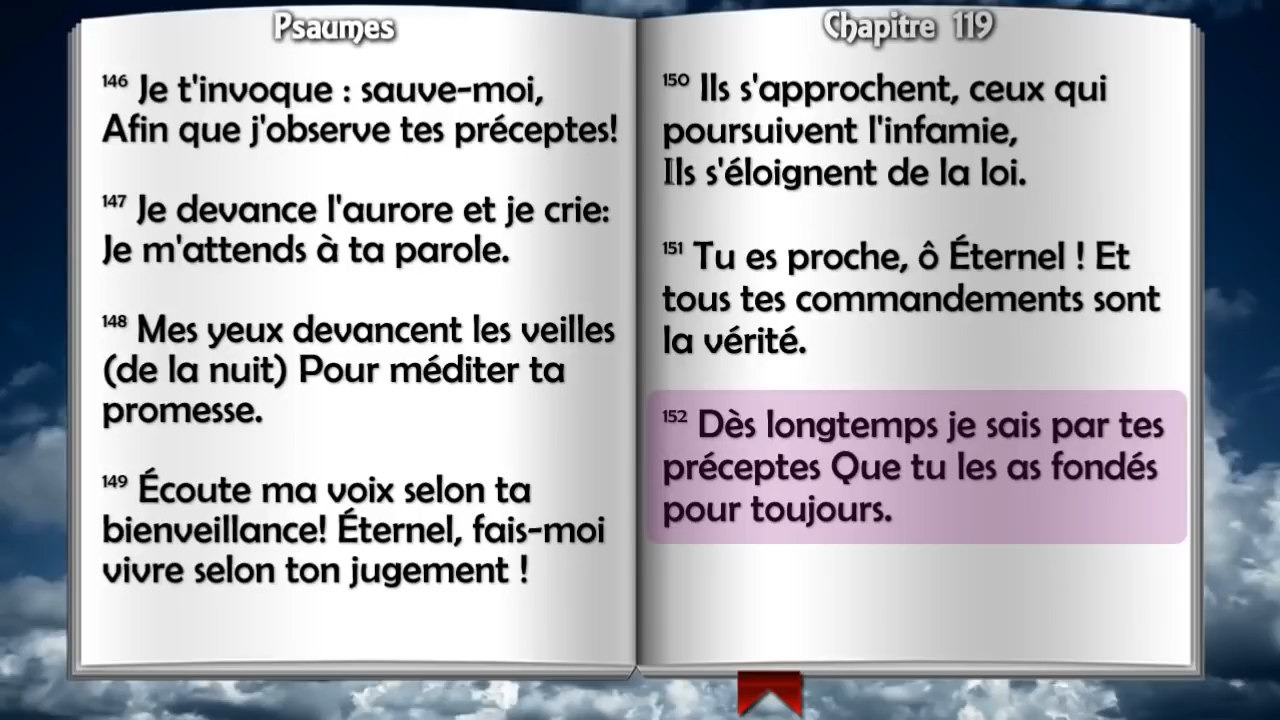 Psaumes
146 Je t'invoque : sauve-moi,
Afin que j'observe tes préceptes!
147 Je devance l'aurore et je crie:
Je m'attends à ta parole.
148 Mes yeux devancent les veilles
(de la nuit) Pour méditer ta
promesse.
149 Écoute ma voix selon ta
bienveillance! Éternel, fais-moi
vivre selon ton jugement !
Chapitre 119
150 Ils s'approchent, ceux qui
poursuivent l'infamie,
Ils s'éloignent de la loi.
151 Tu es proche, ô Éternel ! Et
tous tes commandements sont
la vérité.
152 Dès longtemps je sais par tes
préceptes Que tu les as fondés
pour toujours.